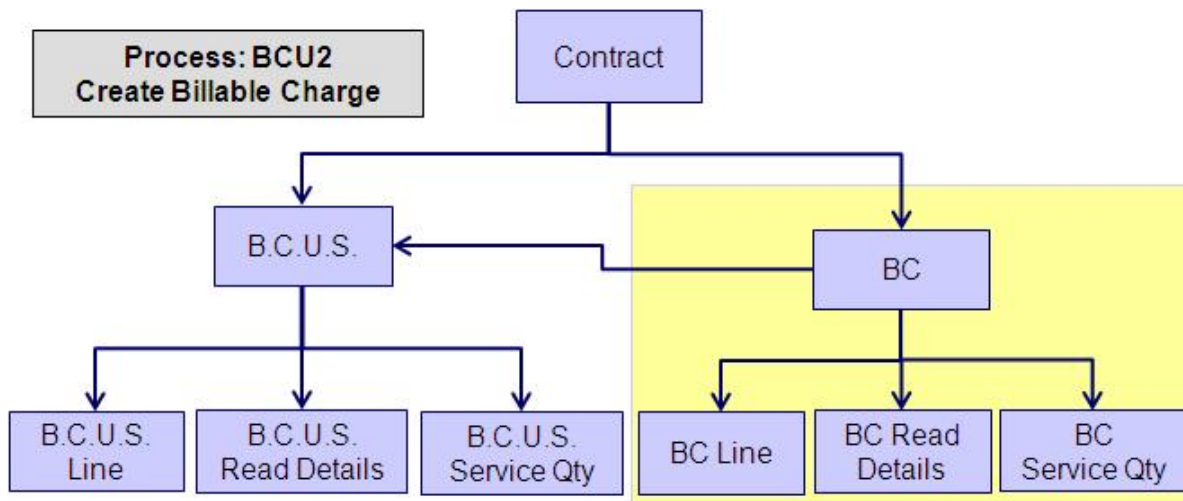 Process: BCU2
Create Billable Charge
Contract
B.C.U.S.
BC
B.C.U.S.
Line
B.C.U.S.
Read Details
B.C.U.S.
Service Qty
BC Line
BC Read
Details
BC
Service Qty